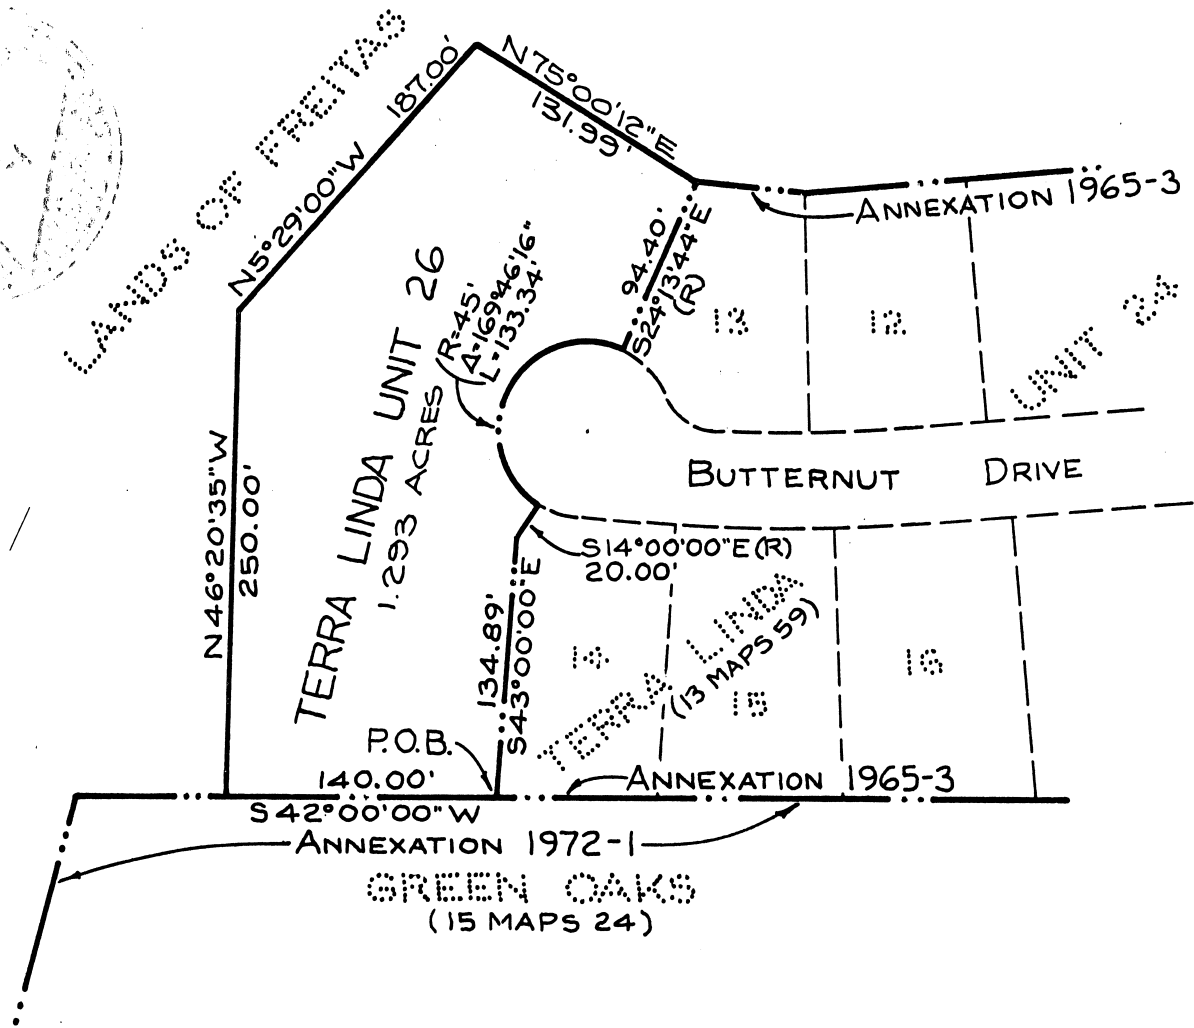 LANDS OF FREITAS
N5°29'00"W 187.00'
N75°00'12"E
131.99'
ANNEXATION 1965-3
94.40'
S24°13'44"E
(R)
13
12
UNIT 2A
TERRA LINDA UNIT 26
1.293 ACRES
(R=45'
Δ=169°46'16"
L=133.34'
BUTTERNUT DRIVE
N46°20'35"W
250.00'
S14°00'00"E(R)
20.00'
134.89'
S43°00'00"E
14
15
16
TERRA LINDA
(13 MAPS 59)
P.O.B.
140.00'
S42°00'00"W
ANNEXATION 1965-3
ANNEXATION 1972-1
GREEN OAKS
(15 MAPS 24)